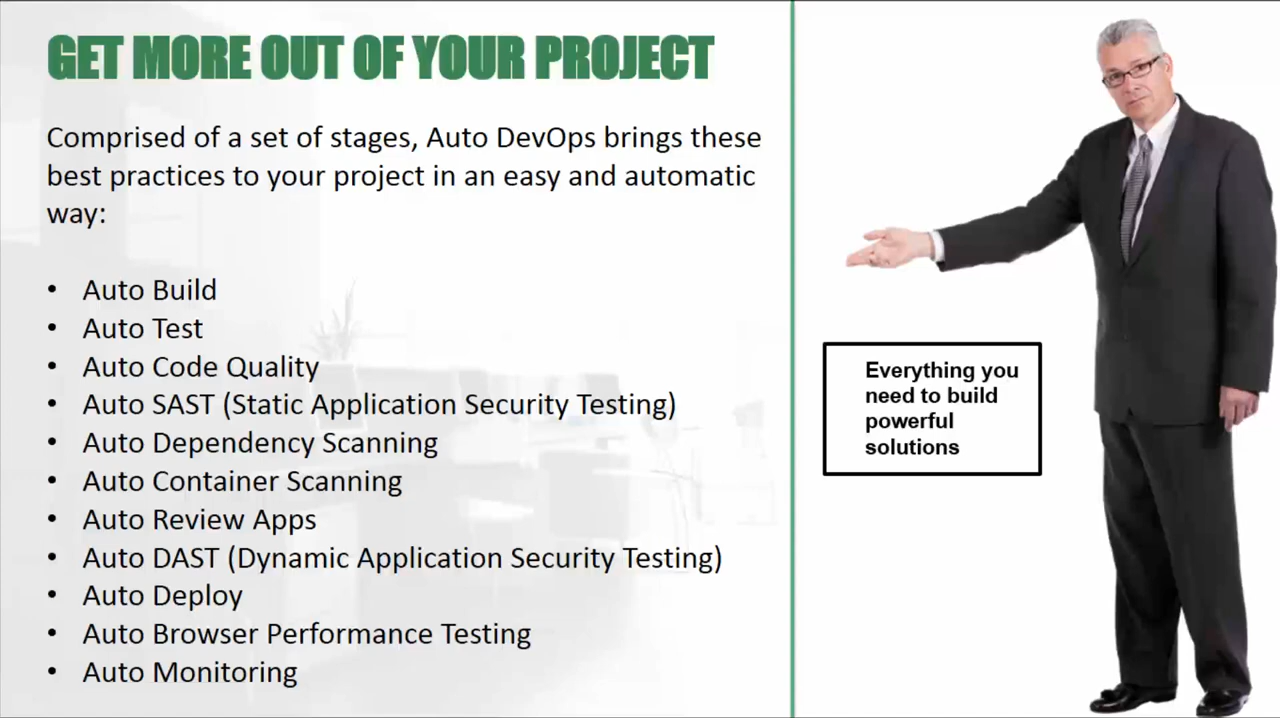 GET MORE OUT OF YOUR PROJECT
Comprised of a set of stages, Auto DevOps brings these
best practices to your project in an easy and automatic
way:
• Auto Build
• Auto Test
• Auto Code Quality
• Auto SAST (Static Application Security Testing)
• Auto Dependency Scanning
• Auto Container Scanning
• Auto Review Apps
• Auto DAST (Dynamic Application Security Testing)
• Auto Deploy
• Auto Browser Performance Testing
• Auto Monitoring
Everything you
need to build
powerful
solutions